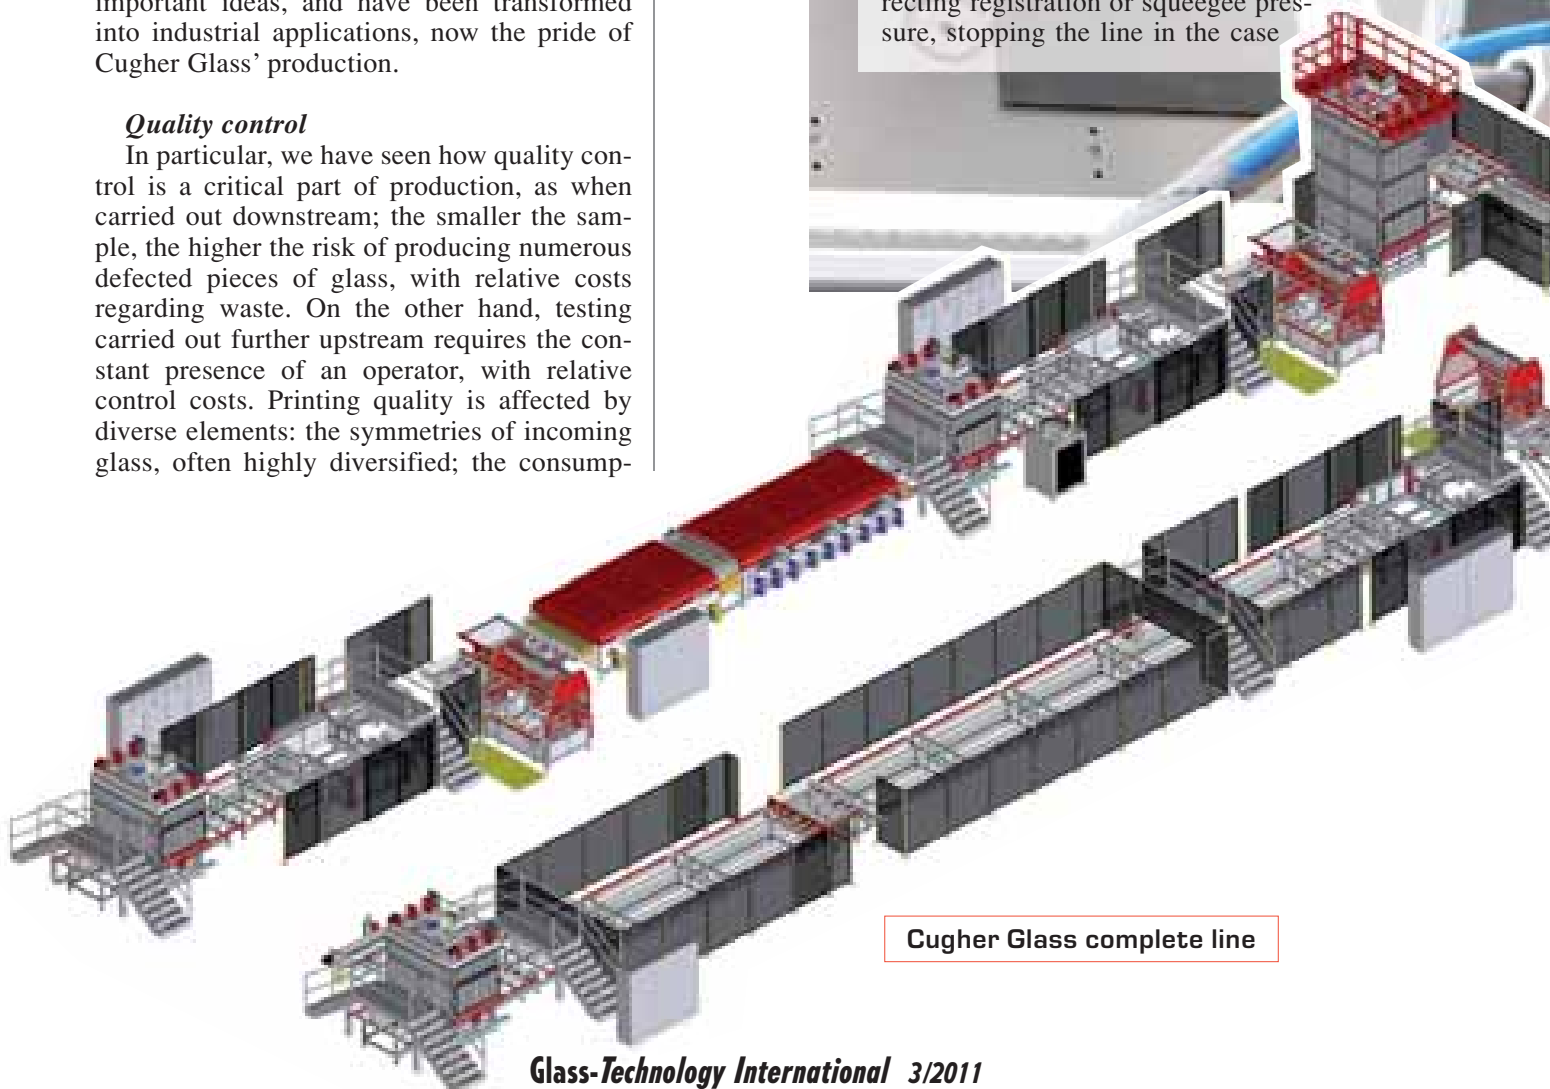 important ideas, and have been transformed
into industrial applications, now the pride of
Cugher Glass' production.
Quality control
In particular, we have seen how quality con-
trol is a critical part of production, as when
carried out downstream; the smaller the sam-
ple, the higher the risk of producing numerous
defected pieces of glass, with relative costs
regarding waste. On the other hand, testing
carried out further upstream requires the con-
stant presence of an operator, with relative
control costs. Printing quality is affected by
diverse elements: the symmetries of incoming
glass, often highly diversified; the consump-
recting registration or squeegee pres-
sure, stopping the line in the case
Cugher Glass complete line
Glass-Technology International 3/2011